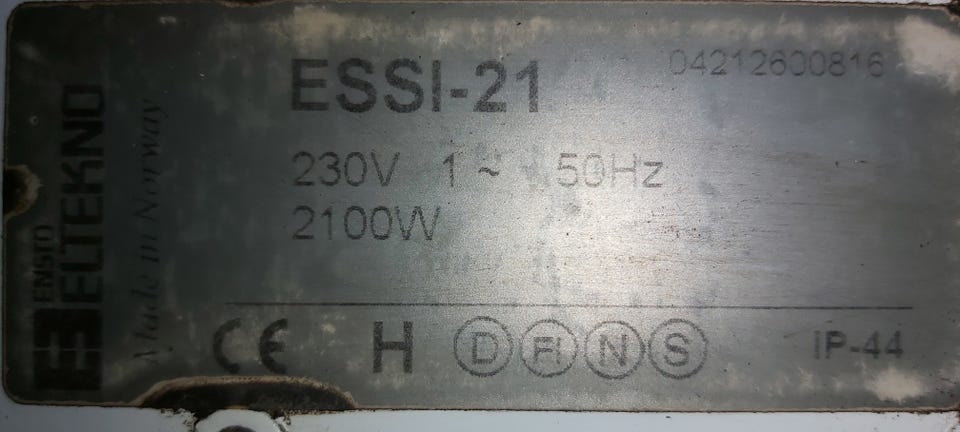 ENSTO
ELTEKNO
Made in Norway
ESSI-21
04212600816
230V 1 ~ 50Hz
2100W
CE H D FI N S IP-44